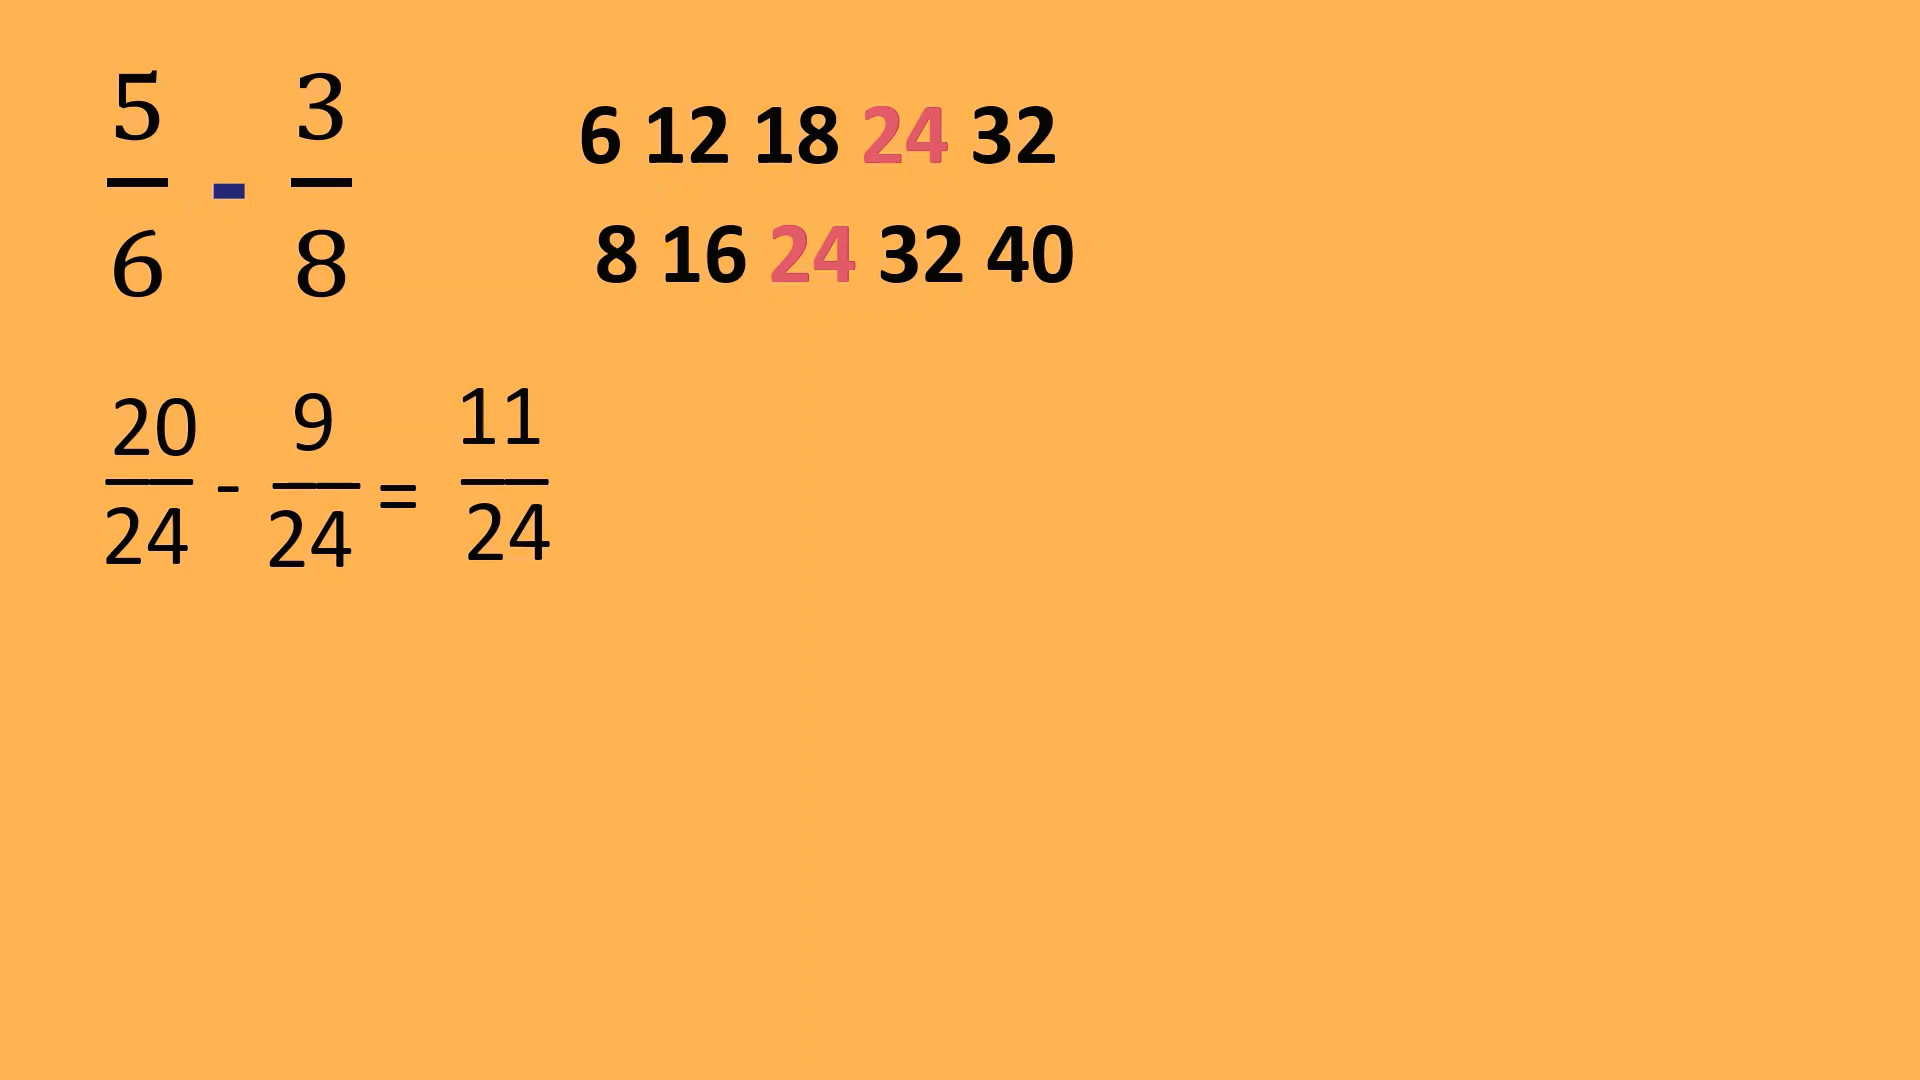 5/6 - 3/8
6 12 18 24 32
8 16 24 32 40
20/24 - 9/24 = 11/24